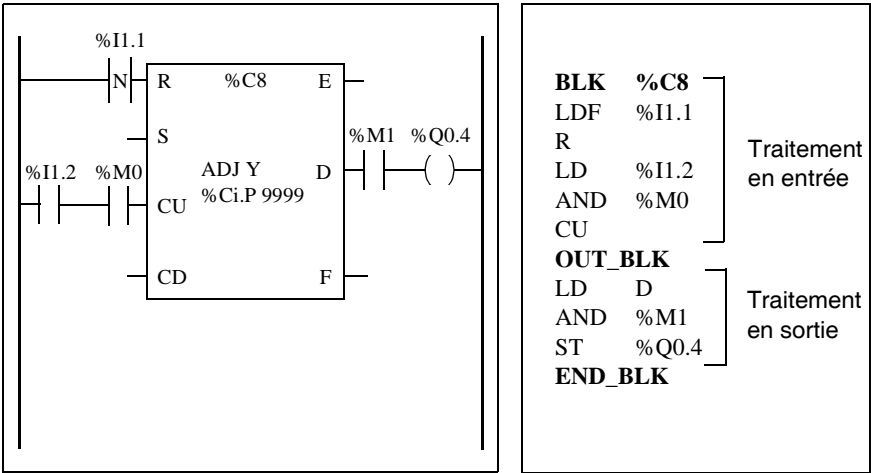 %I1.1
N R %C8 E
S
%M1 %Q0.4
%I1.2 %M0
ADJ Y D
%Ci.P 9999
CU
CD F
BLK %C8
LDF %I1.1
R
LD %I1.2
AND %M0
CU
Traitement
en entrée
OUT_BLK
LD D
AND %M1
ST %Q0.4
Traitement
en sortie
END_BLK